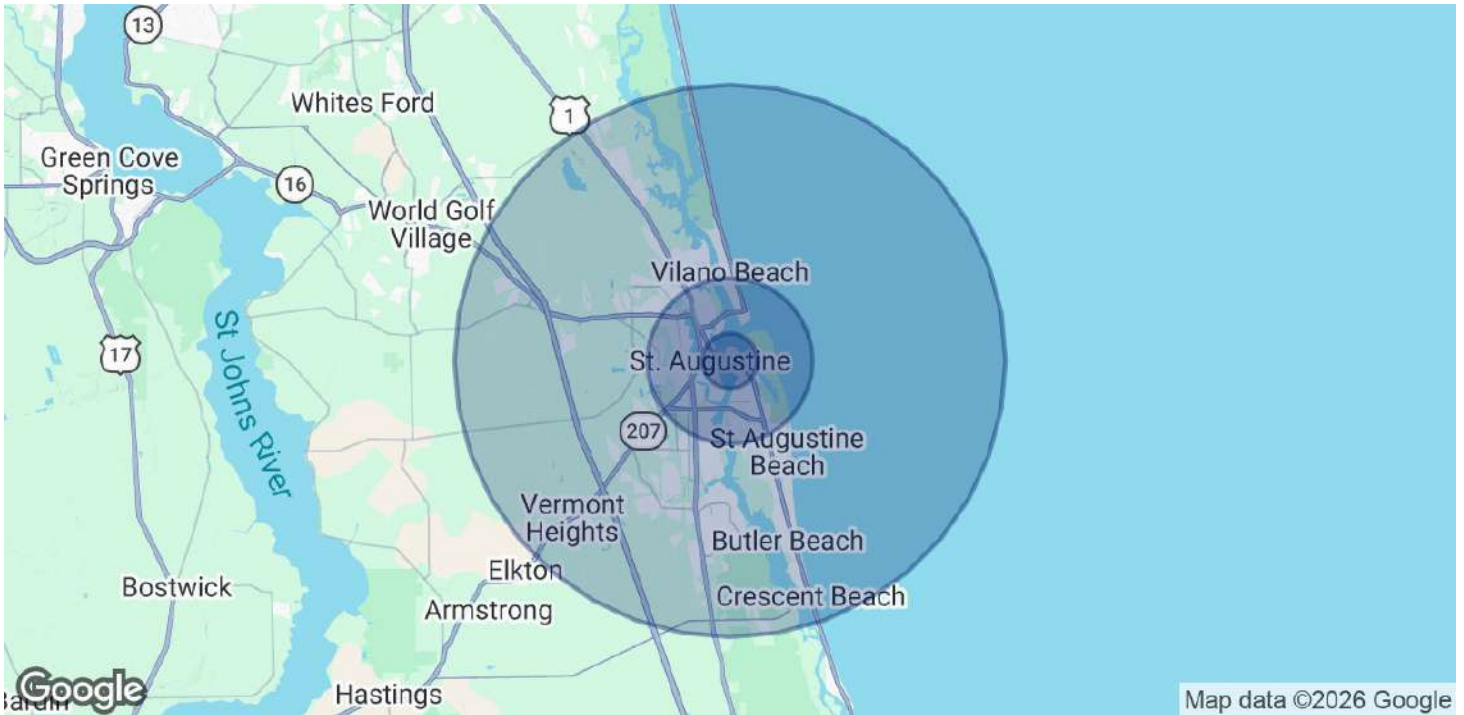 13
Whites Ford
1
Green Cove
Springs
16
World Golf
Village
Vilano Beach
17
St Johns River
St. Augustine
207
St Augustine
Beach
Vermont
Heights
Butler Beach
Elkton
Bostwick
Crescent Beach
Armstrong
Google
Hastings
Map data ©2026 Google